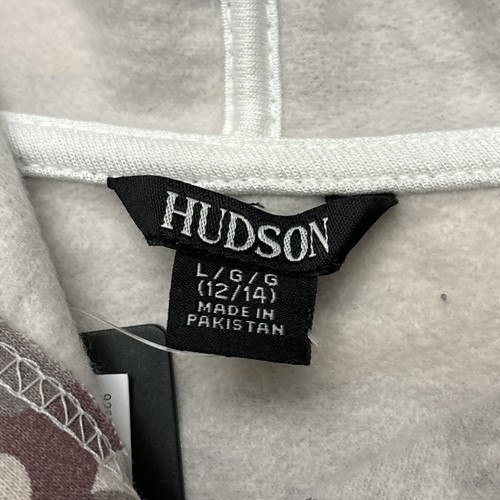 HUDSON
L/G/G
(12/14)
MADE IN
PAKISTAN